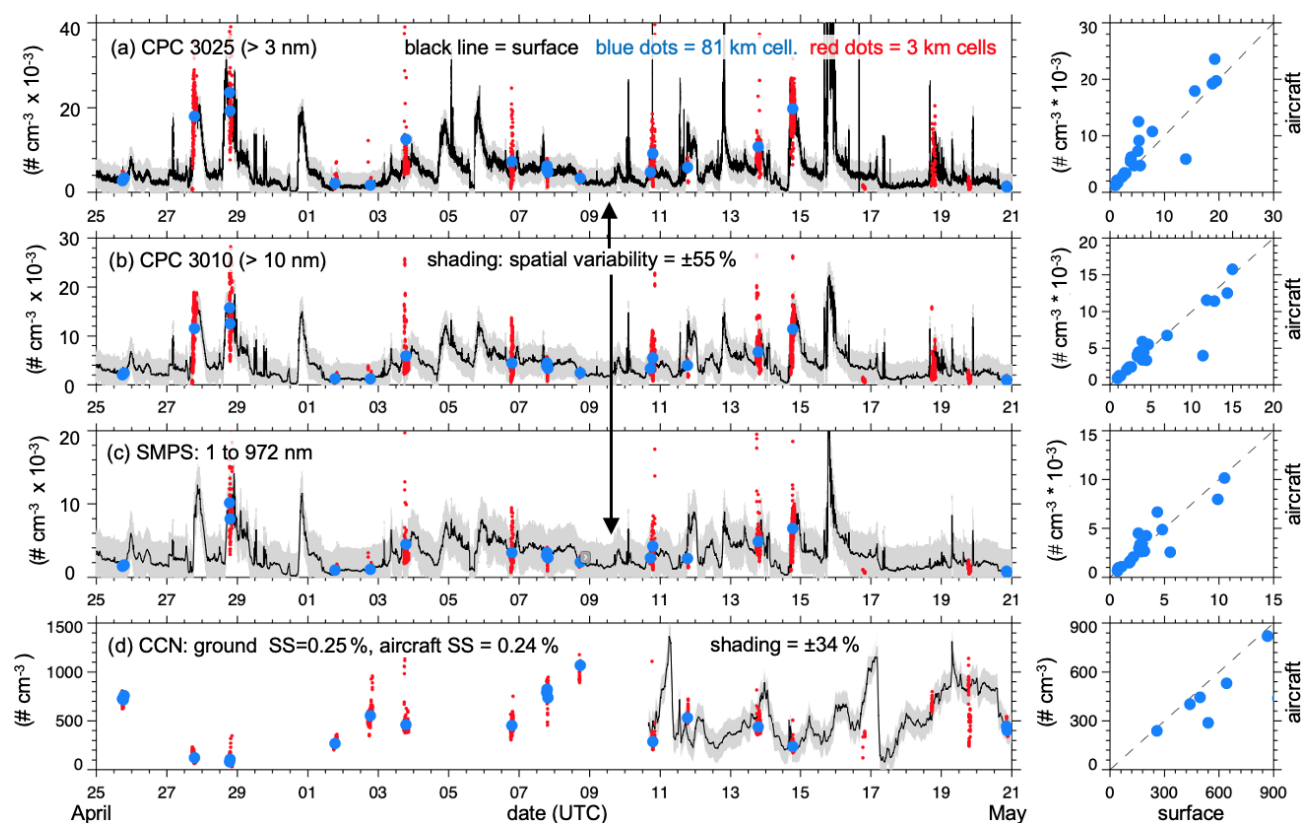 (a) CPC 3025 (> 3 nm) black line = surface blue dots = 81 km cell. red dots = 3 km cells
(# cm⁻³ x 10⁻³)
40
20
0
25 27 29 01 03 05 07 09 11 13 15 17 19 21
(# cm⁻³ * 10⁻³)
30
20
10
0
0 10 20 30
aircraft
(b) CPC 3010 (> 10 nm) shading: spatial variability = ±55 %
(# cm⁻³ x 10⁻³)
30
20
10
0
25 27 29 01 03 05 07 09 11 13 15 17 19 21
(# cm⁻³ * 10⁻³)
20
15
10
5
0
0 5 10 15 20
aircraft
(c) SMPS: 1 to 972 nm
(# cm⁻³ x 10⁻³)
20
10
0
25 27 29 01 03 05 07 09 11 13 15 17 19 21
(# cm⁻³ * 10⁻³)
15
10
5
0
0 5 10 15
aircraft
(d) CCN: ground SS=0.25 %, aircraft SS = 0.24 % shading = ±34 %
(# cm⁻³)
1500
1000
500
0
25 27 29 01 03 05 07 09 11 13 15 17 19 21
April date (UTC) May
(# cm⁻³)
900
600
300
0
0 300 600 900
surface
aircraft